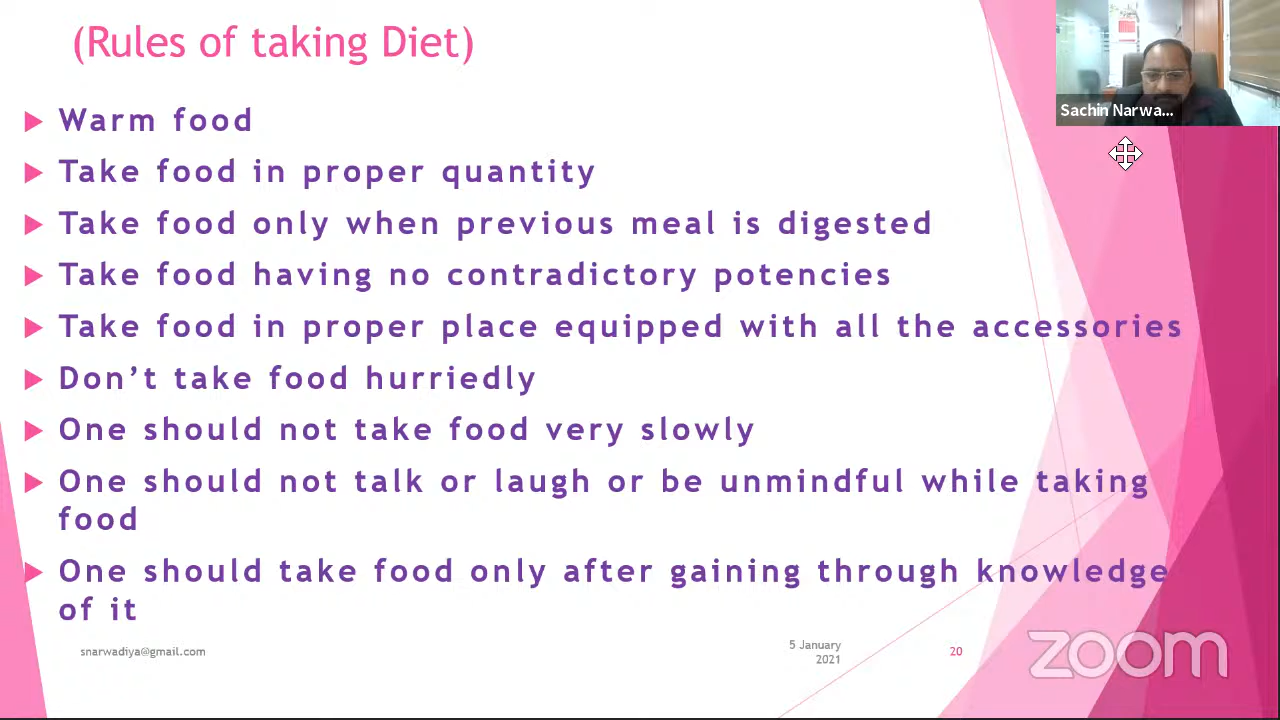 (Rules of taking Diet)
Sachin Narwa...
Warm food
Take food in proper quantity
Take food only when previous meal is digested
Take food having no contradictory potencies
Take food in proper place equipped with all the accessories
Don’t take food hurriedly
One should not take food very slowly
One should not talk or laugh or be unmindful while taking
food
One should take food only after gaining through knowledge
of it
snarwadiya@gmail.com
5 January
2021
20
zoom